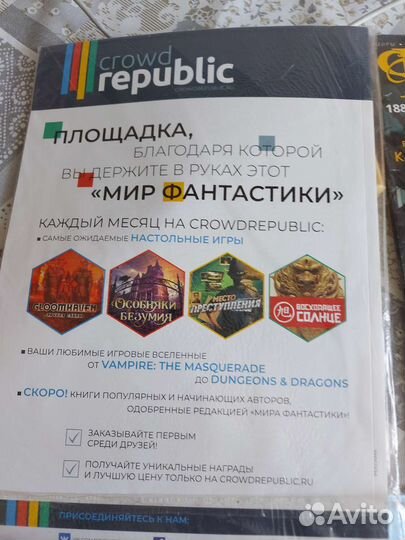 crowd
republic
CROWDREPUBLIC.RU
ПЛОЩАДКА,
БЛАГОДАРЯ КОТОРОЙ
ВЫ ДЕРЖИТЕ В РУКАХ ЭТОТ
«МИР ФАНТАСТИКИ»
КАЖДЫЙ МЕСЯЦ НА CROWDREPUBLIC:
САМЫЕ ОЖИДАЕМЫЕ НАСТОЛЬНЫЕ ИГРЫ
GLOOMHAVEN
ОСОБНЯКИ
БЕЗУМИЯ
МЕСТО
ПРЕСТУПЛЕНИЯ
ВОСХОДЯЩЕЕ
СОЛНЦЕ
ВАШИ ЛЮБИМЫЕ ИГРОВЫЕ ВСЕЛЕННЫЕ
ОТ VAMPIRE: THE MASQUERADE
ДО DUNGEONS & DRAGONS
СКОРО! КНИГИ ПОПУЛЯРНЫХ И НАЧИНАЮЩИХ АВТОРОВ,
ОДОБРЕННЫЕ РЕДАКЦИЕЙ «МИРА ФАНТАСТИКИ»!
ЗАКАЗЫВАЙТЕ ПЕРВЫМ
СРЕДИ ДРУЗЕЙ!
ПОЛУЧАЙТЕ УНИКАЛЬНЫЕ НАГРАДЫ
И ЛУЧШУЮ ЦЕНУ ТОЛЬКО НА CROWDREPUBLIC.RU
ПРИСОЕДИНЯЙТЕСЬ К НАМ:
188
Avito